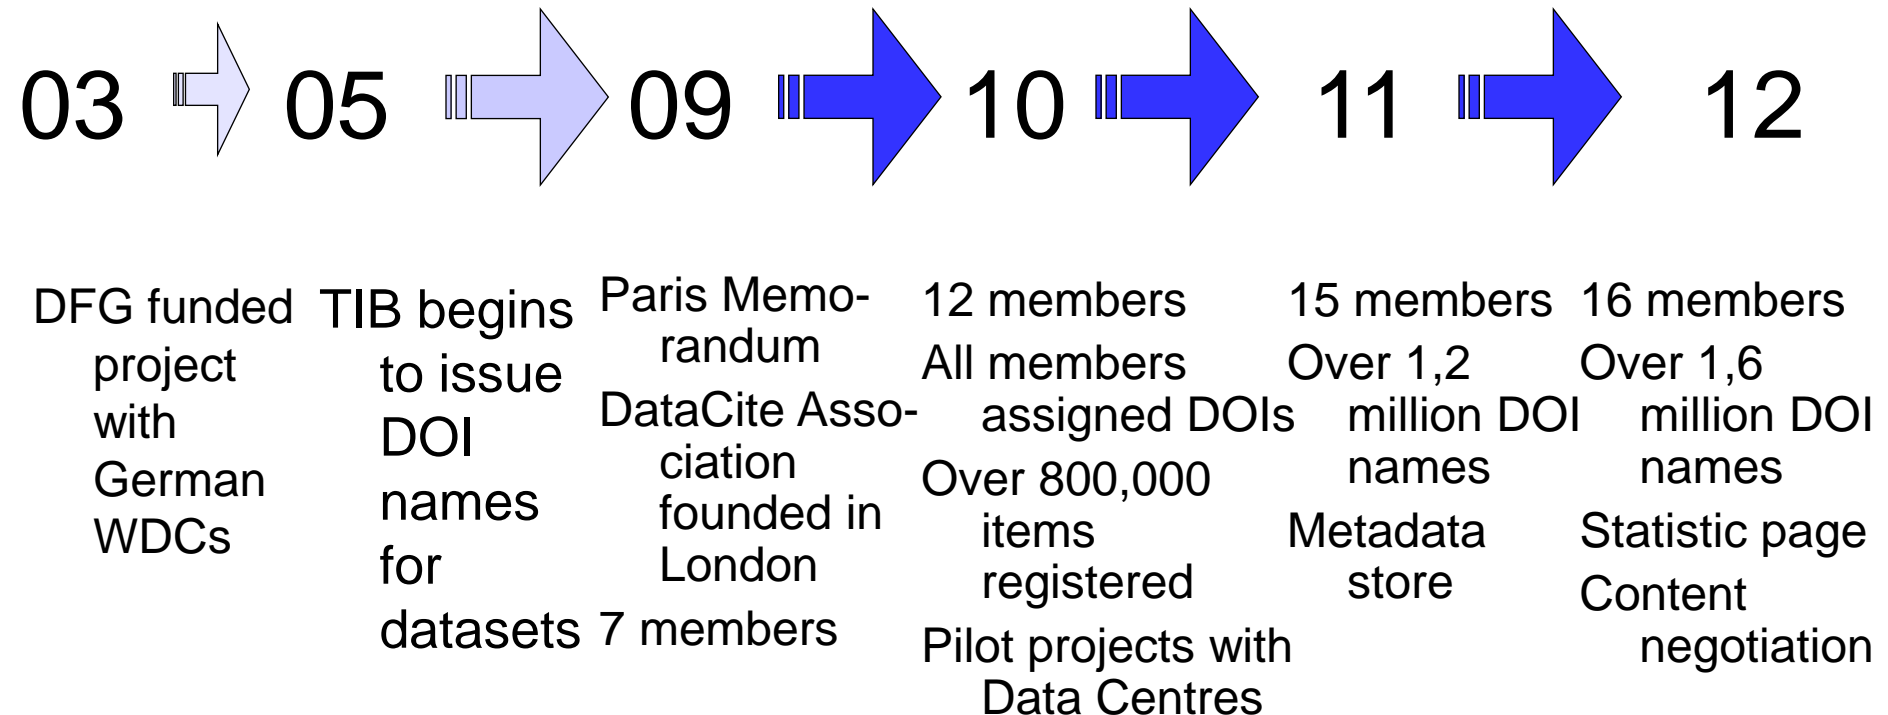 03 05 09 10 11 12
DFG funded
project
with
German
WDCs
TIB begins
to issue
DOI
names
for
datasets
Paris Memo-
randum
DataCite Asso-
ciation
founded in
London
7 members
12 members
All members
assigned DOIs
Over 800,000
items
registered
Pilot projects with
Data Centres
15 members
Over 1,2
million DOI
names
Metadata
store
16 members
Over 1,6
million DOI
names
Statistic page
Content
negotiation